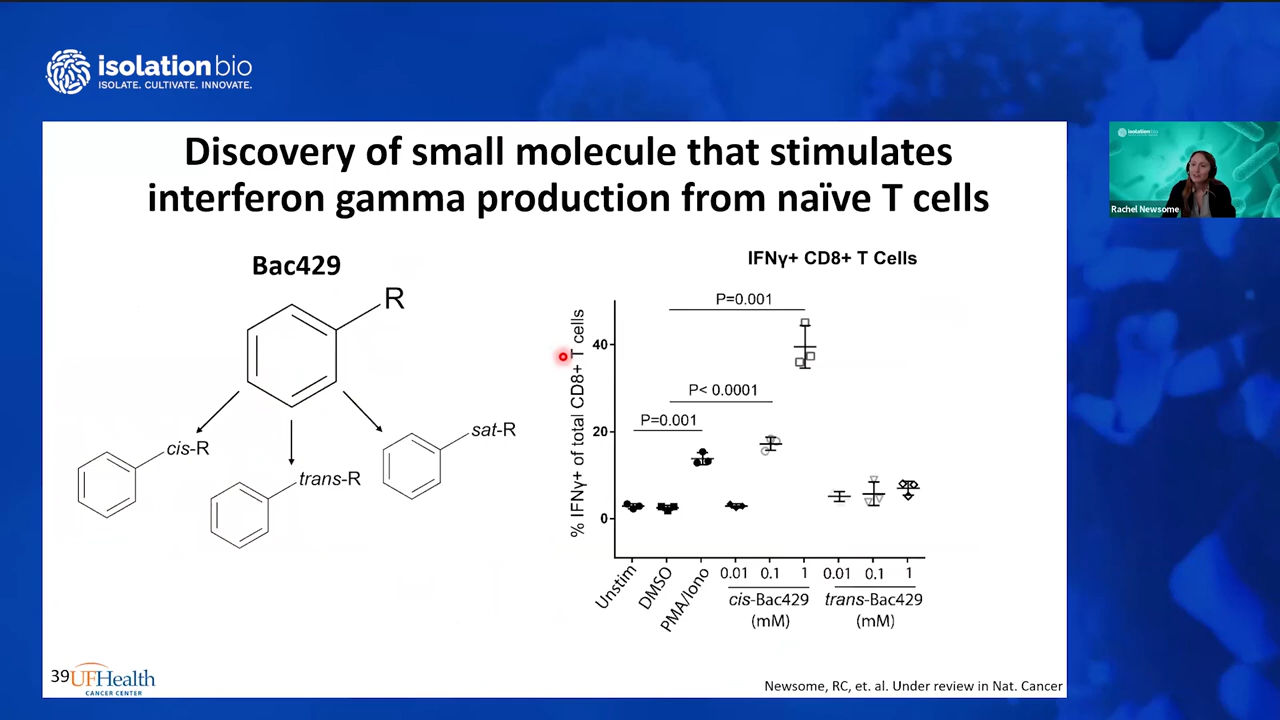 isolation bio
ISOLATE. CULTIVATE. INNOVATE.
Discovery of small molecule that stimulates
interferon gamma production from naïve T cells
isolation bio
Rachel Newsome
Bac429
R
cis-R
trans-R
sat-R
IFNγ+ CD8+ T Cells
% IFNγ+ of total CD8+ T cells
P=0.001
40
P< 0.0001
P=0.001
20
0
Unstim
DMSO
PMA/Iono
0.01 0.1 1
0.01 0.1 1
cis-Bac429
(mM)
trans-Bac429
(mM)
39
UFHealth
CANCER CENTER
Newsome, RC, et. al. Under review in Nat. Cancer